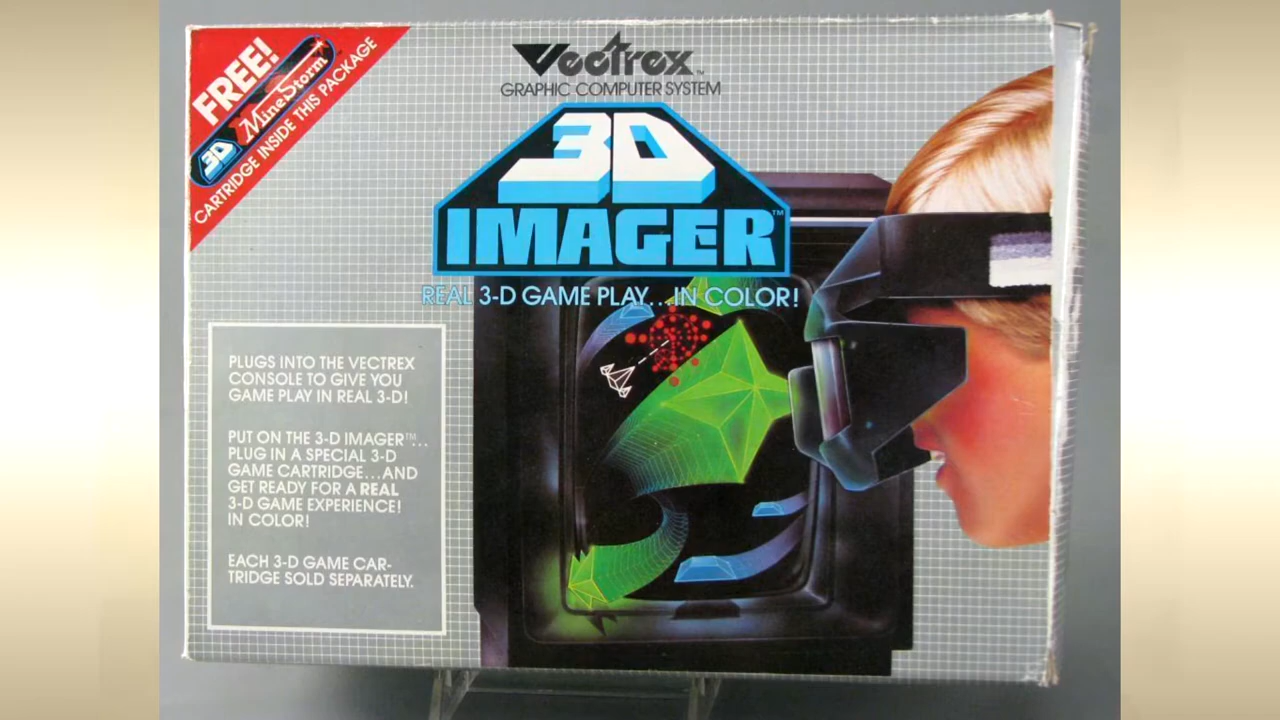 FREE!
3D MineStorm
CARTRIDGE INSIDE THIS PACKAGE
Vectrex™
GRAPHIC COMPUTER SYSTEM
3D
IMAGER™
REAL 3-D GAME PLAY...IN COLOR!
PLUGS INTO THE VECTREX
CONSOLE TO GIVE YOU
GAME PLAY IN REAL 3-D!
PUT ON THE 3-D IMAGER™...
PLUG IN A SPECIAL 3-D
GAME CARTRIDGE...AND
GET READY FOR A REAL
3-D GAME EXPERIENCE!
IN COLOR!
EACH 3-D GAME CAR-
TRIDGE SOLD SEPARATELY.